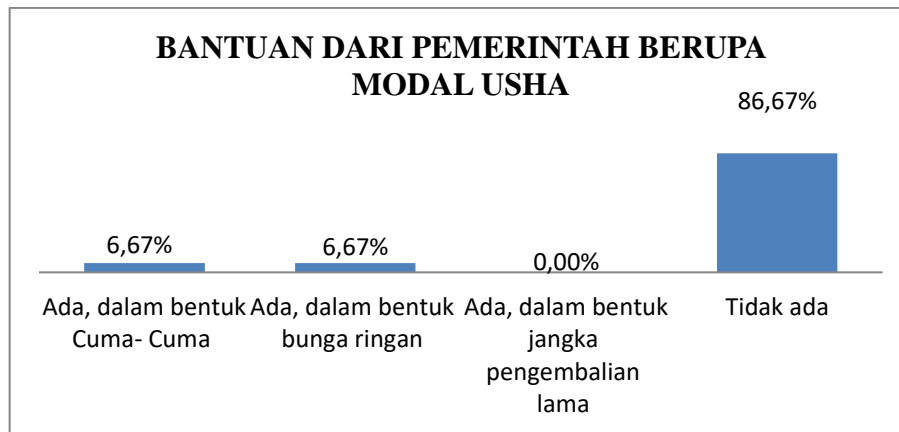 BANTUAN DARI PEMERINTAH BERUPA
MODAL USHA
86,67%
6,67%
6,67%
0,00%
Ada, dalam bentuk
Cuma- Cuma
Ada, dalam bentuk
bunga ringan
Ada, dalam bentuk
jangka
pengembalian
lama
Tidak ada